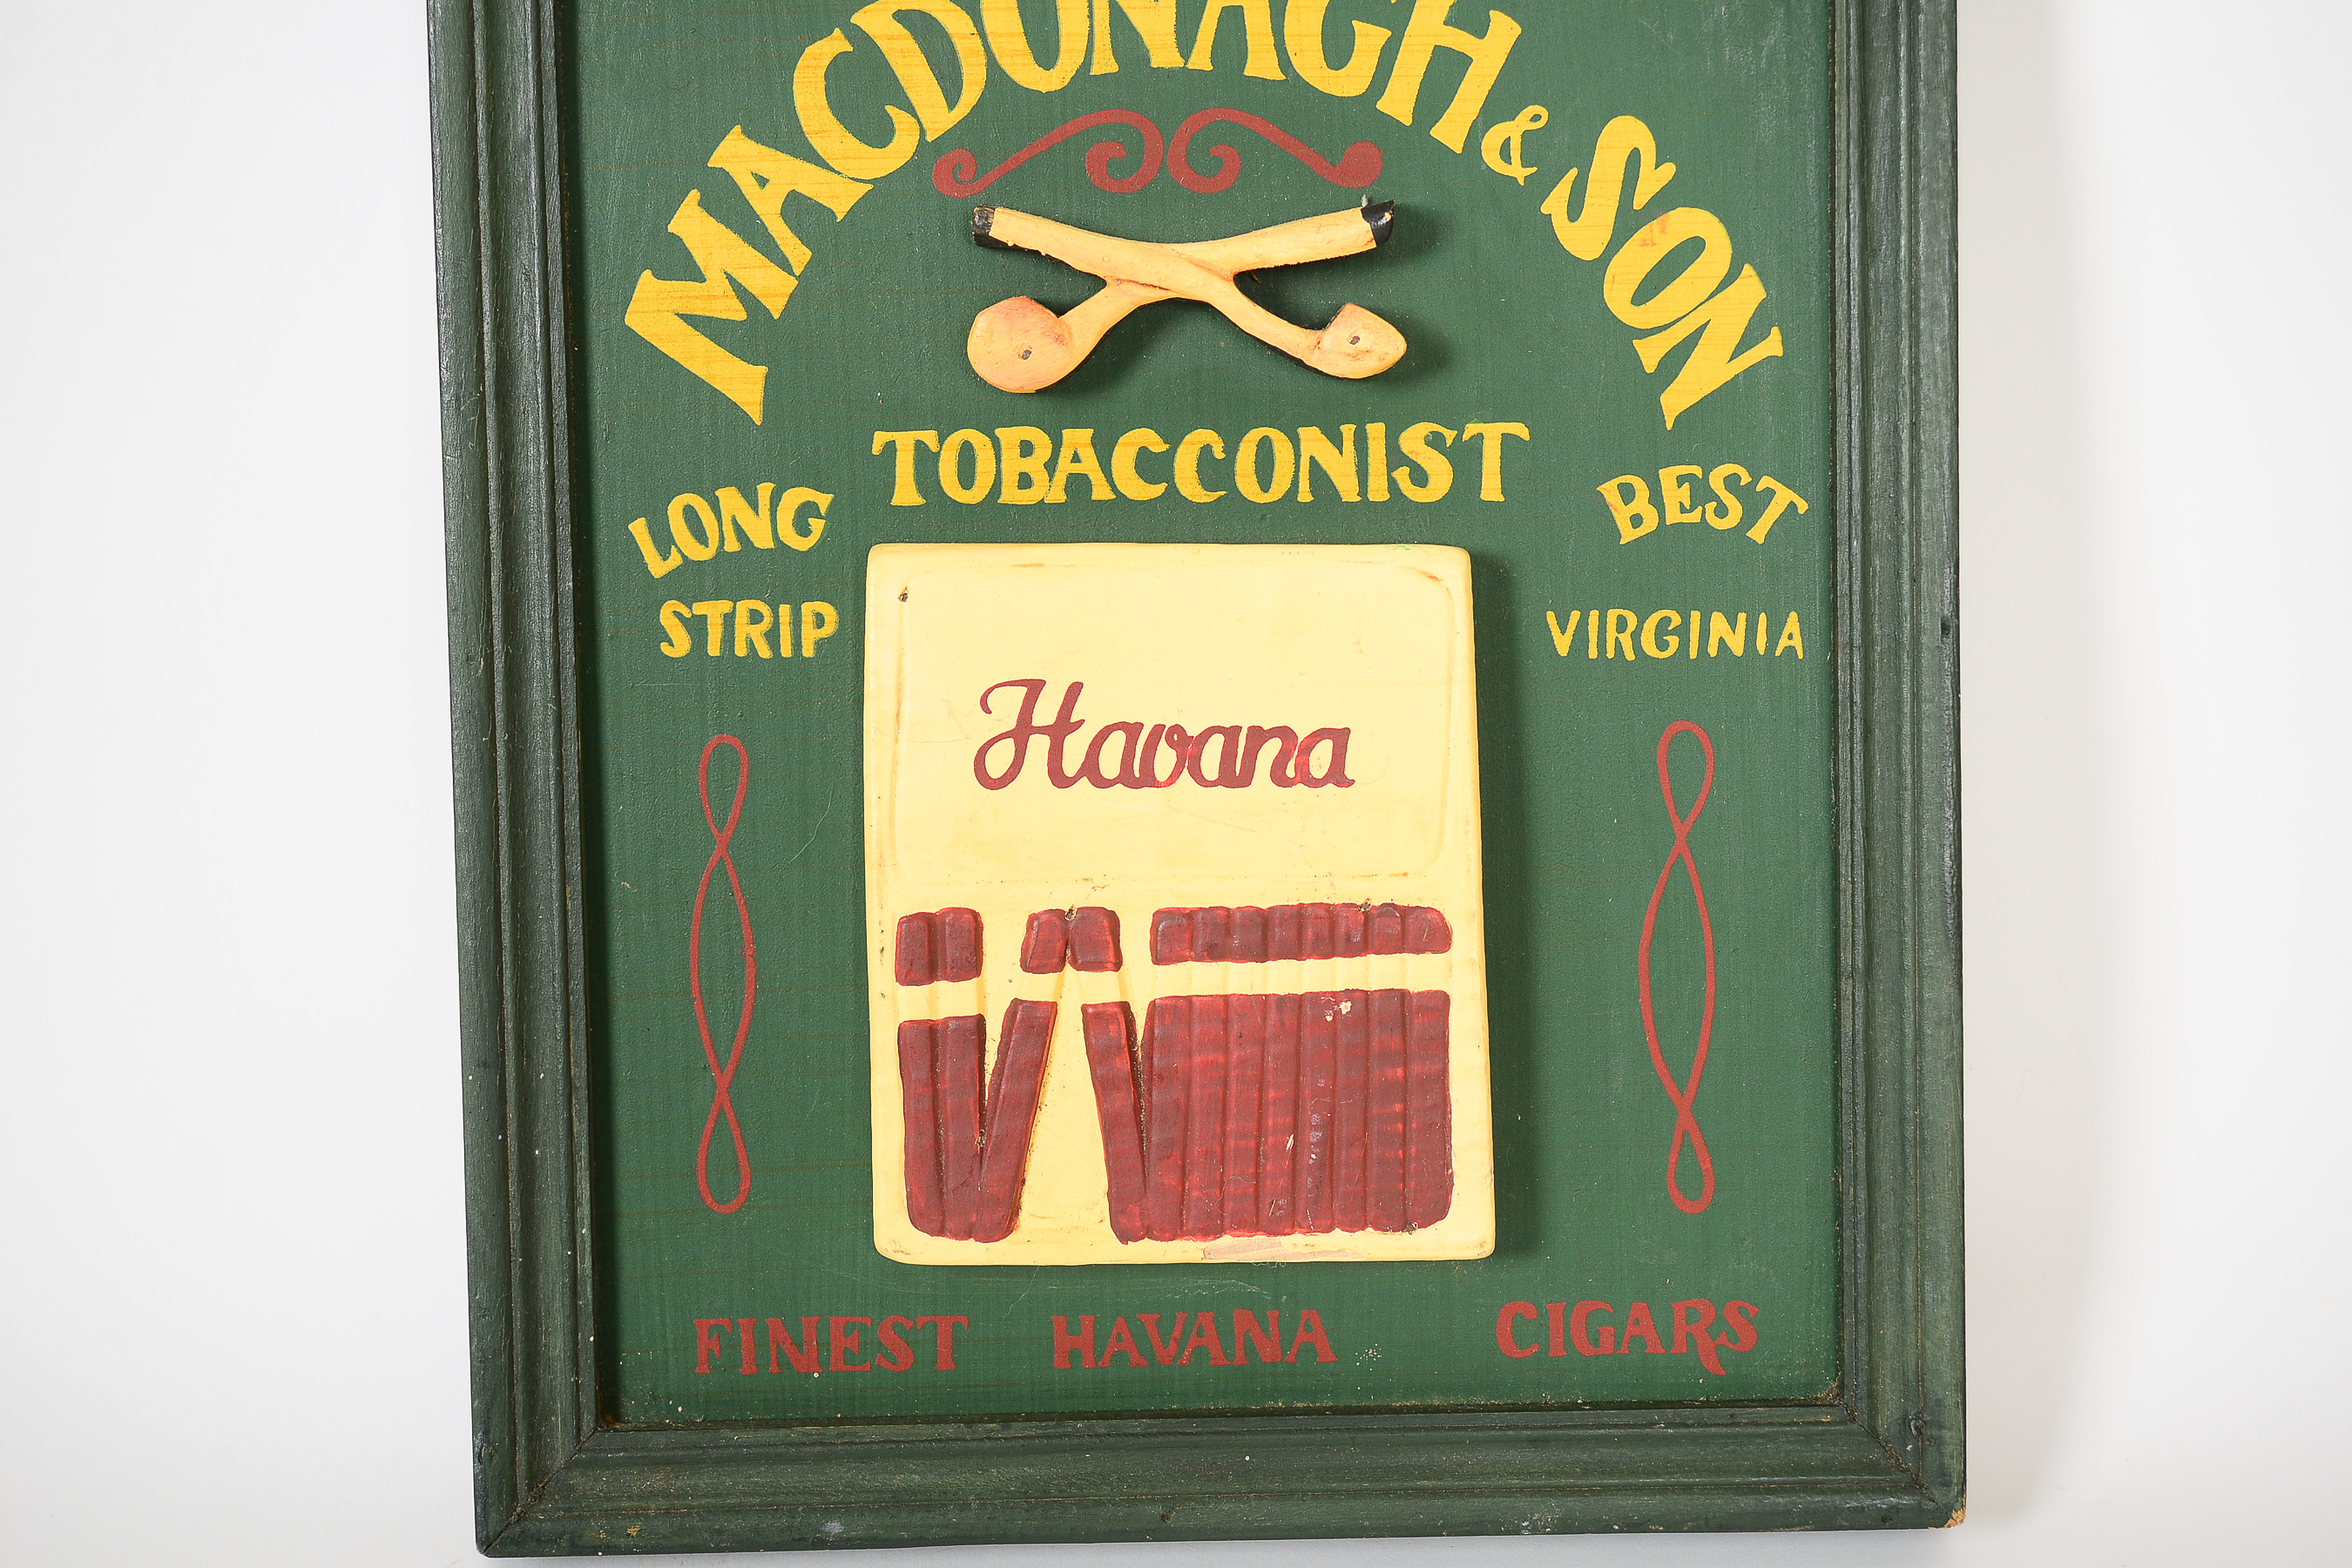 MACDONAGH & SON
TOBACCONIST
LONG
STRIP
BEST
VIRGINIA
Havana
FINEST HAVANA CIGARS